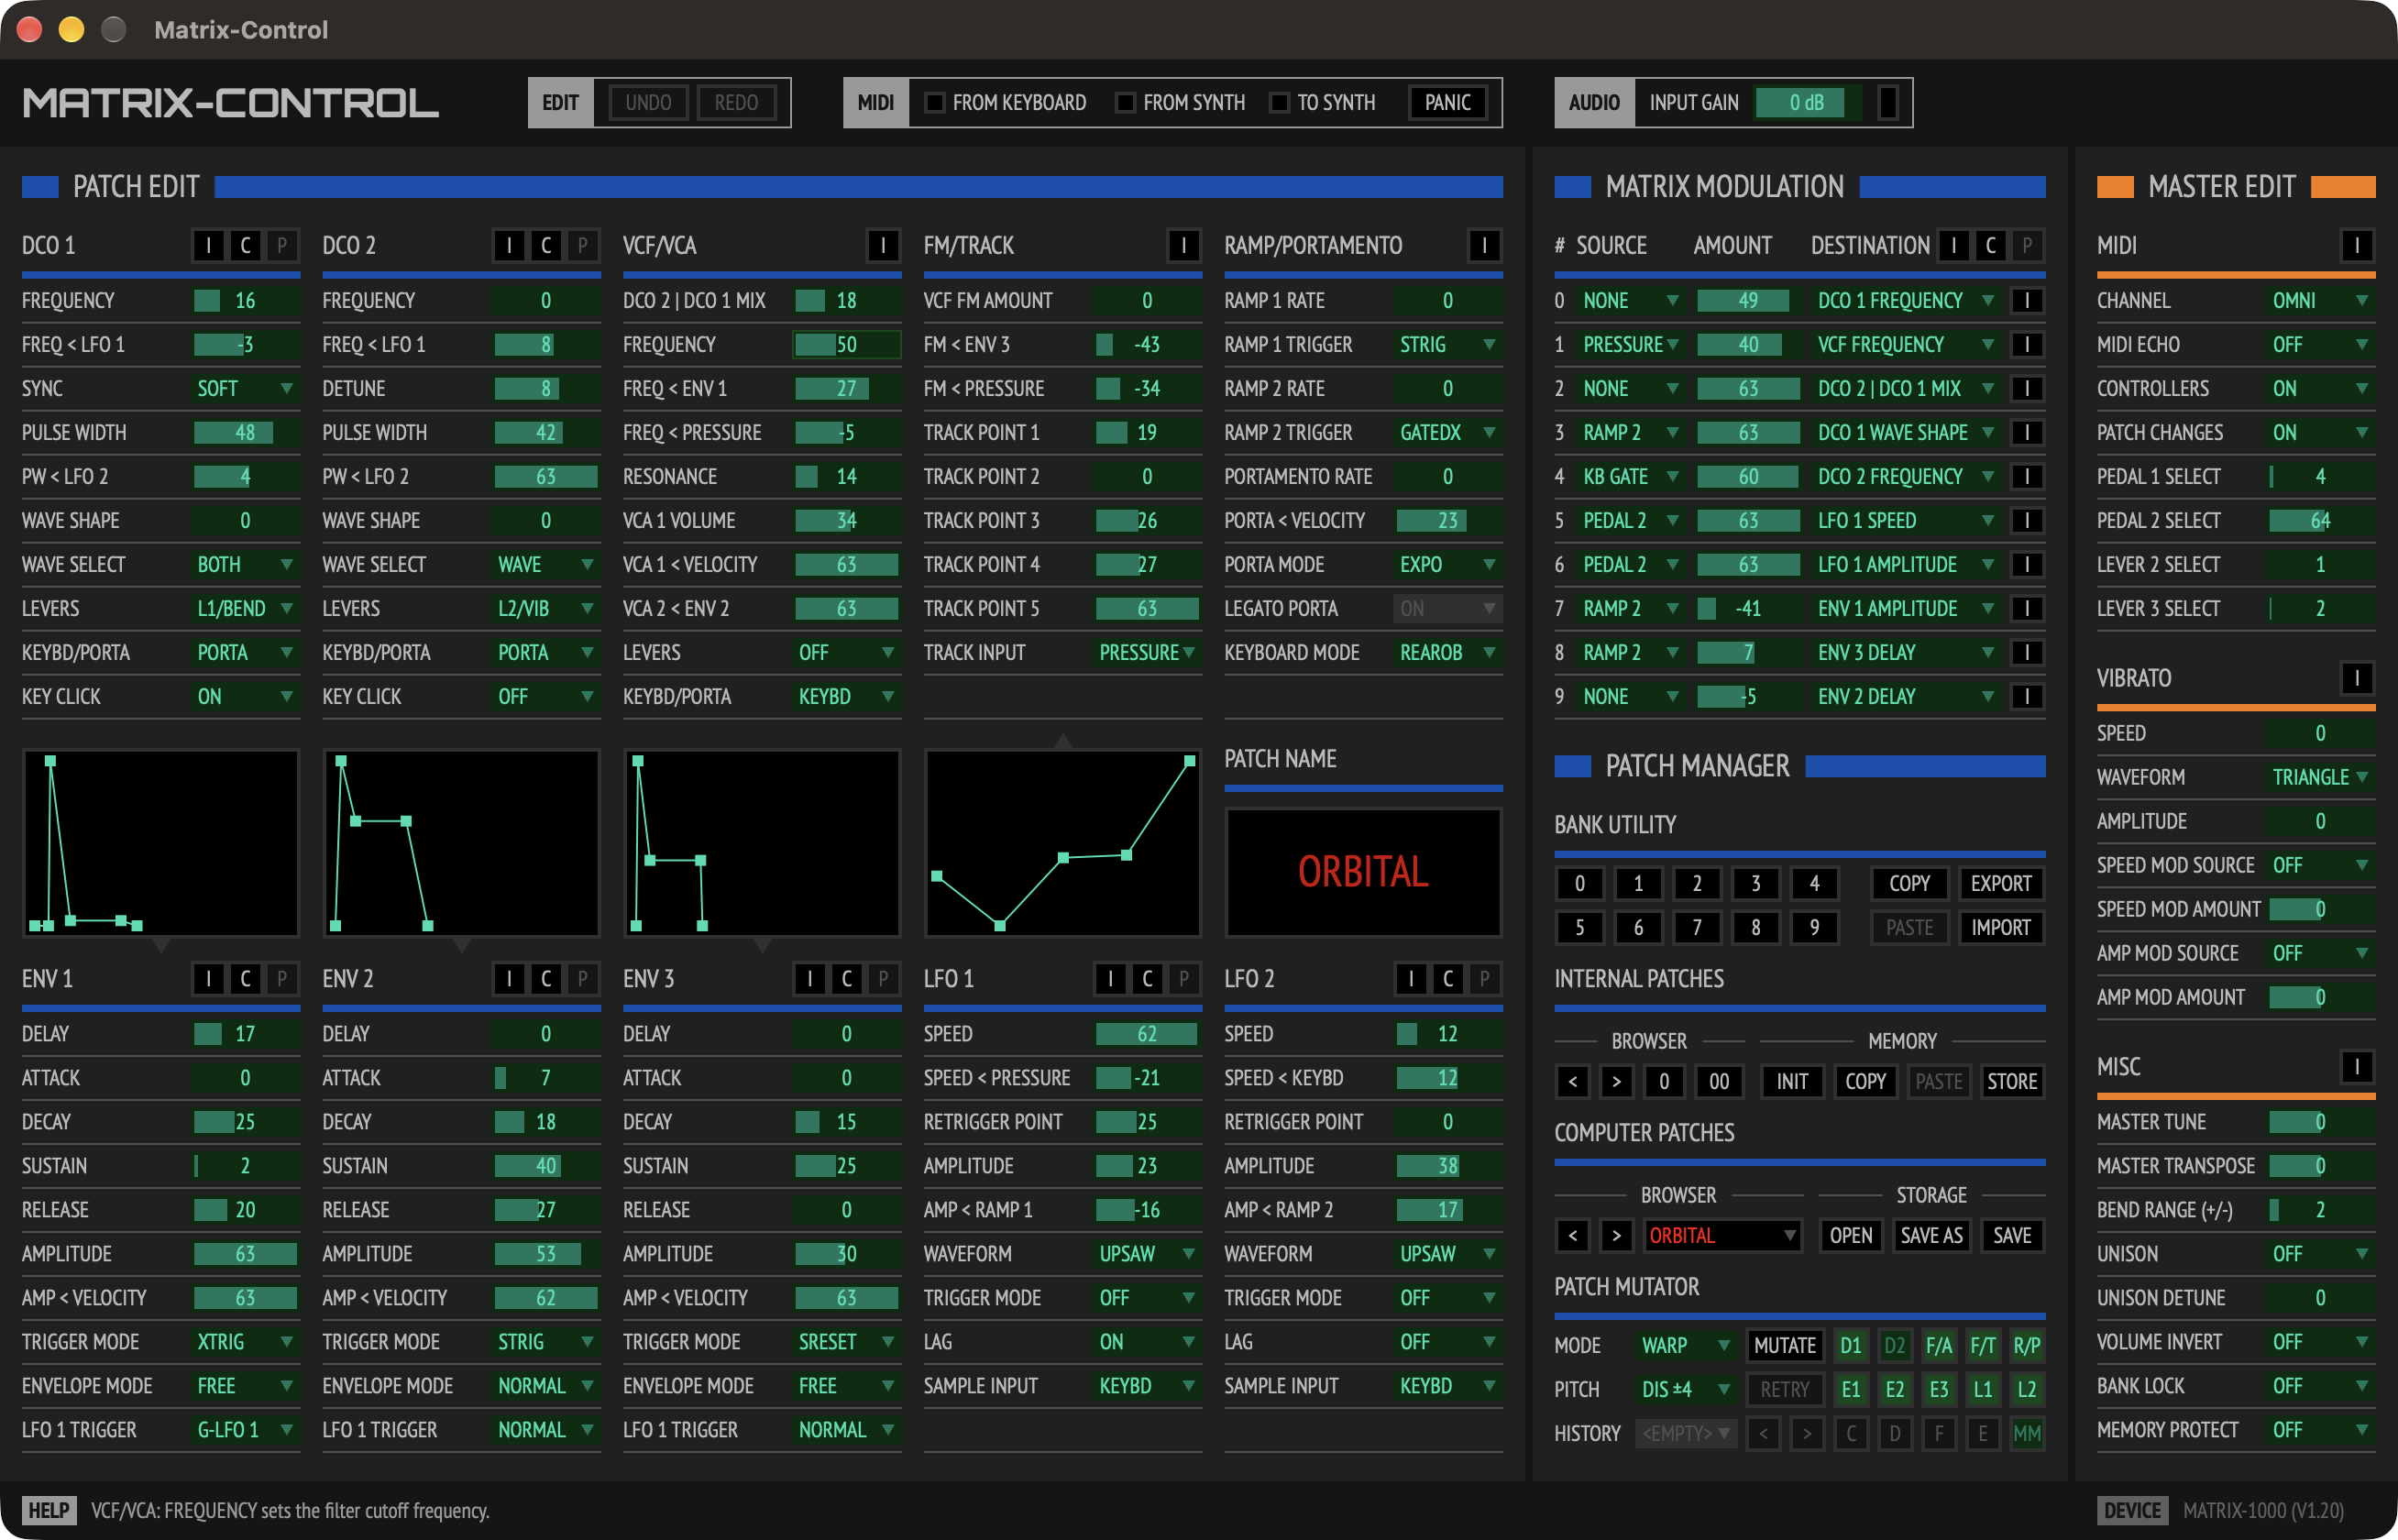 Matrix-Control
MATRIX-CONTROL
EDIT UNDO REDO
MIDI FROM KEYBOARD FROM SYNTH TO SYNTH PANIC
AUDIO INPUT GAIN 0 dB
PATCH EDIT
DCO 1 I C P
FREQUENCY 16
FREQ < LFO 1 -3
SYNC SOFT
PULSE WIDTH 48
PW < LFO 2 4
WAVE SHAPE 0
WAVE SELECT BOTH
LEVERS L1/BEND
KEYBD/PORTA PORTA
KEY CLICK ON
DCO 2 I C P
FREQUENCY 0
FREQ < LFO 1 8
DETUNE 8
PULSE WIDTH 42
PW < LFO 2 63
WAVE SHAPE 0
WAVE SELECT WAVE
LEVERS L2/VIB
KEYBD/PORTA PORTA
KEY CLICK OFF
VCF/VCA I
DCO 2 | DCO 1 MIX 18
FREQUENCY 50
FREQ < ENV 1 27
FREQ < PRESSURE -5
RESONANCE 14
VCA 1 VOLUME 34
VCA 1 < VELOCITY 63
VCA 2 < ENV 2 63
LEVERS OFF
KEYBD/PORTA KEYBD
FM/TRACK I
VCF FM AMOUNT 0
FM < ENV 3 -43
FM < PRESSURE -34
TRACK POINT 1 19
TRACK POINT 2 0
TRACK POINT 3 26
TRACK POINT 4 27
TRACK POINT 5 63
TRACK INPUT PRESSURE
RAMP/PORTAMENTO I
RAMP 1 RATE 0
RAMP 1 TRIGGER STRIG
RAMP 2 RATE 0
RAMP 2 TRIGGER GATEDX
PORTAMENTO RATE 0
PORTA < VELOCITY 23
PORTA MODE EXPO
LEGATO PORTA ON
KEYBOARD MODE REAROB
PATCH NAME
ORBITAL
ENV 1 I C P
DELAY 17
ATTACK 0
DECAY 25
SUSTAIN 2
RELEASE 20
AMPLITUDE 63
AMP < VELOCITY 63
TRIGGER MODE XTRIG
ENVELOPE MODE FREE
LFO 1 TRIGGER G-LFO 1
ENV 2 I C P
DELAY 0
ATTACK 7
DECAY 18
SUSTAIN 40
RELEASE 27
AMPLITUDE 53
AMP < VELOCITY 62
TRIGGER MODE STRIG
ENVELOPE MODE NORMAL
LFO 1 TRIGGER NORMAL
ENV 3 I C P
DELAY 0
ATTACK 0
DECAY 15
SUSTAIN 25
RELEASE 0
AMPLITUDE 30
AMP < VELOCITY 63
TRIGGER MODE SRESET
ENVELOPE MODE FREE
LFO 1 TRIGGER NORMAL
LFO 1 I C P
SPEED 62
SPEED < PRESSURE -21
RETRIGGER POINT 25
AMPLITUDE 23
AMP < RAMP 1 -16
WAVEFORM UPSAW
TRIGGER MODE OFF
LAG ON
SAMPLE INPUT KEYBD
LFO 2 I C P
SPEED 12
SPEED < KEYBD 12
RETRIGGER POINT 0
AMPLITUDE 38
AMP < RAMP 2 17
WAVEFORM UPSAW
TRIGGER MODE OFF
LAG OFF
SAMPLE INPUT KEYBD
MATRIX MODULATION
# SOURCE AMOUNT DESTINATION I C P
0 NONE 49 DCO 1 FREQUENCY I
1 PRESSURE 40 VCF FREQUENCY I
2 NONE 63 DCO 2 | DCO 1 MIX I
3 RAMP 2 63 DCO 1 WAVE SHAPE I
4 KB GATE 60 DCO 2 FREQUENCY I
5 PEDAL 2 63 LFO 1 SPEED I
6 PEDAL 2 63 LFO 1 AMPLITUDE I
7 RAMP 2 -41 ENV 1 AMPLITUDE I
8 RAMP 2 7 ENV 3 DELAY I
9 NONE -5 ENV 2 DELAY I
PATCH MANAGER
BANK UTILITY
0 1 2 3 4 COPY EXPORT
5 6 7 8 9 PASTE IMPORT
INTERNAL PATCHES
BROWSER MEMORY
< > 0 00 INIT COPY PASTE STORE
COMPUTER PATCHES
BROWSER STORAGE
< > ORBITAL OPEN SAVE AS SAVE
PATCH MUTATOR
MODE WARP MUTATE D1 D2 F/A F/T R/P
PITCH DIS ±4 RETRY E1 E2 E3 L1 L2
HISTORY <EMPTY> < > C D F E MM
MASTER EDIT
MIDI I
CHANNEL OMNI
MIDI ECHO OFF
CONTROLLERS ON
PATCH CHANGES ON
PEDAL 1 SELECT 4
PEDAL 2 SELECT 64
LEVER 2 SELECT 1
LEVER 3 SELECT 2
VIBRATO I
SPEED 0
WAVEFORM TRIANGLE
AMPLITUDE 0
SPEED MOD SOURCE OFF
SPEED MOD AMOUNT 0
AMP MOD SOURCE OFF
AMP MOD AMOUNT 0
MISC I
MASTER TUNE 0
MASTER TRANSPOSE 0
BEND RANGE (+/-) 2
UNISON OFF
UNISON DETUNE 0
VOLUME INVERT OFF
BANK LOCK OFF
MEMORY PROTECT OFF
HELP VCF/VCA: FREQUENCY sets the filter cutoff frequency.
DEVICE MATRIX-1000 (V1.20)